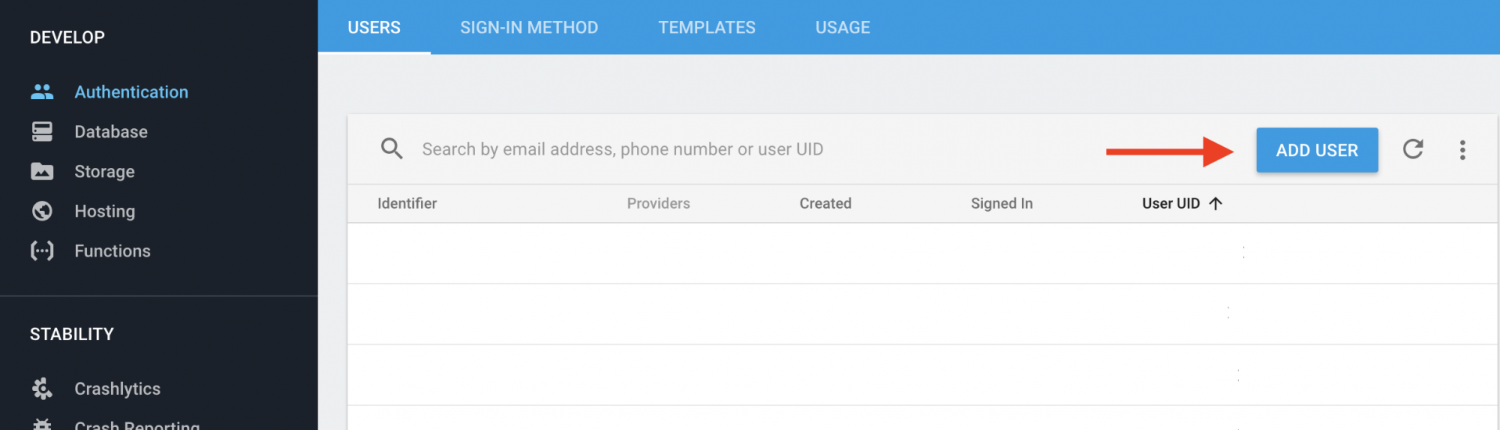 DEVELOP
Authentication
Database
Storage
Hosting
Functions
STABILITY
Crashlytics
Crash Reporting
USERS SIGN-IN METHOD TEMPLATES USAGE
Search by email address, phone number or user UID ADD USER
Identifier Providers Created Signed In User UID